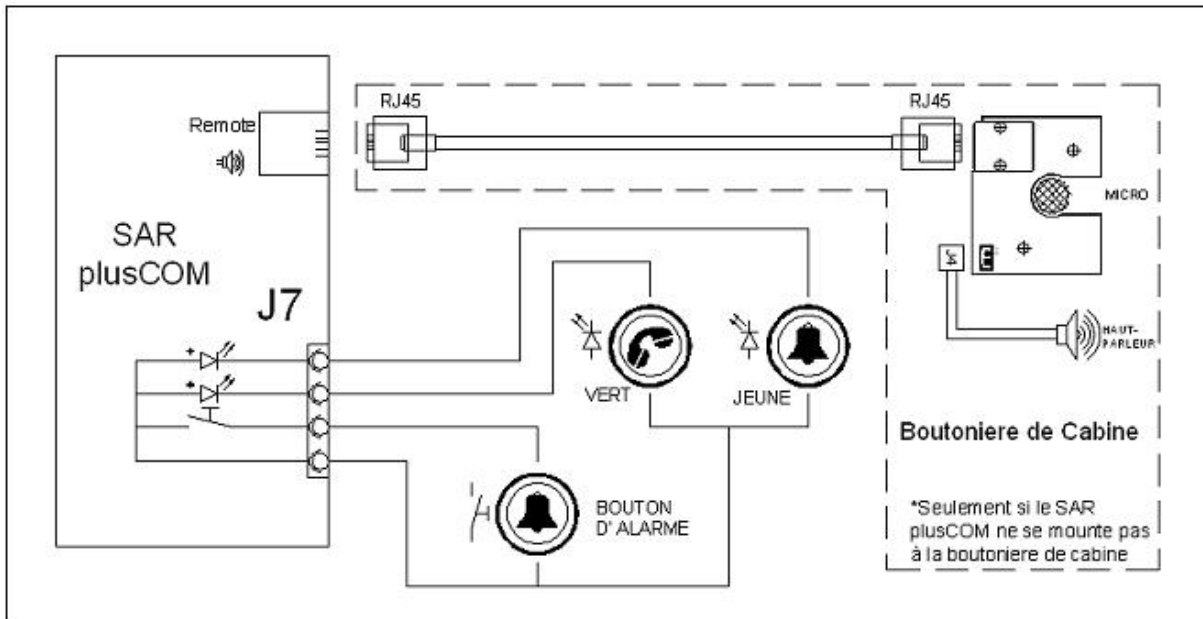 RJ45
RJ45
Remote
MICRO
SAR
plusCOM
J7
J4
HAUT-
PARLEUR
+
+
VERT
JEUNE
Boutoniere de Cabine
BOUTON
D'ALARME
*Seulement si le SAR
plusCOM ne se mounte pas
à la boutoniere de cabine